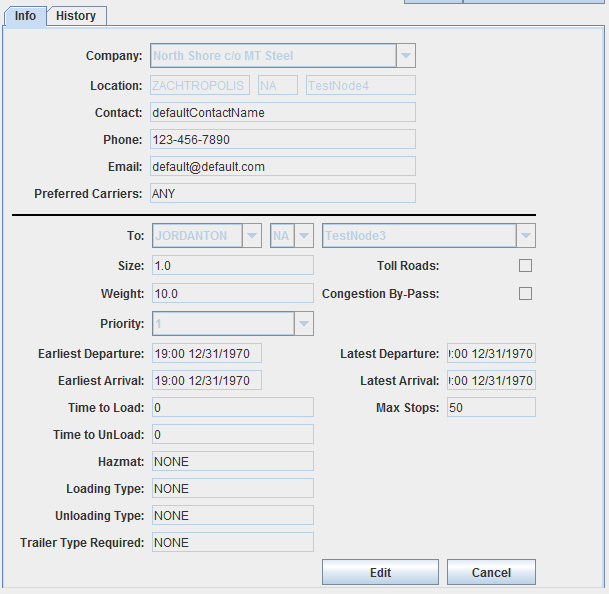 Info History
Company: North Shore c/o MT Steel
Location: ZACHTROPOLIS NA TestNode4
Contact: defaultContactName
Phone: 123-456-7890
Email: default@default.com
Preferred Carriers: ANY
To: JORDANTON NA TestNode3
Size: 1.0 Toll Roads:
Weight: 10.0 Congestion By-Pass:
Priority: 1
Earliest Departure: 19:00 12/31/1970 Latest Departure: :00 12/31/1970
Earliest Arrival: 19:00 12/31/1970 Latest Arrival: :00 12/31/1970
Time to Load: 0 Max Stops: 50
Time to UnLoad: 0
Hazmat: NONE
Loading Type: NONE
Unloading Type: NONE
Trailer Type Required: NONE
Edit Cancel